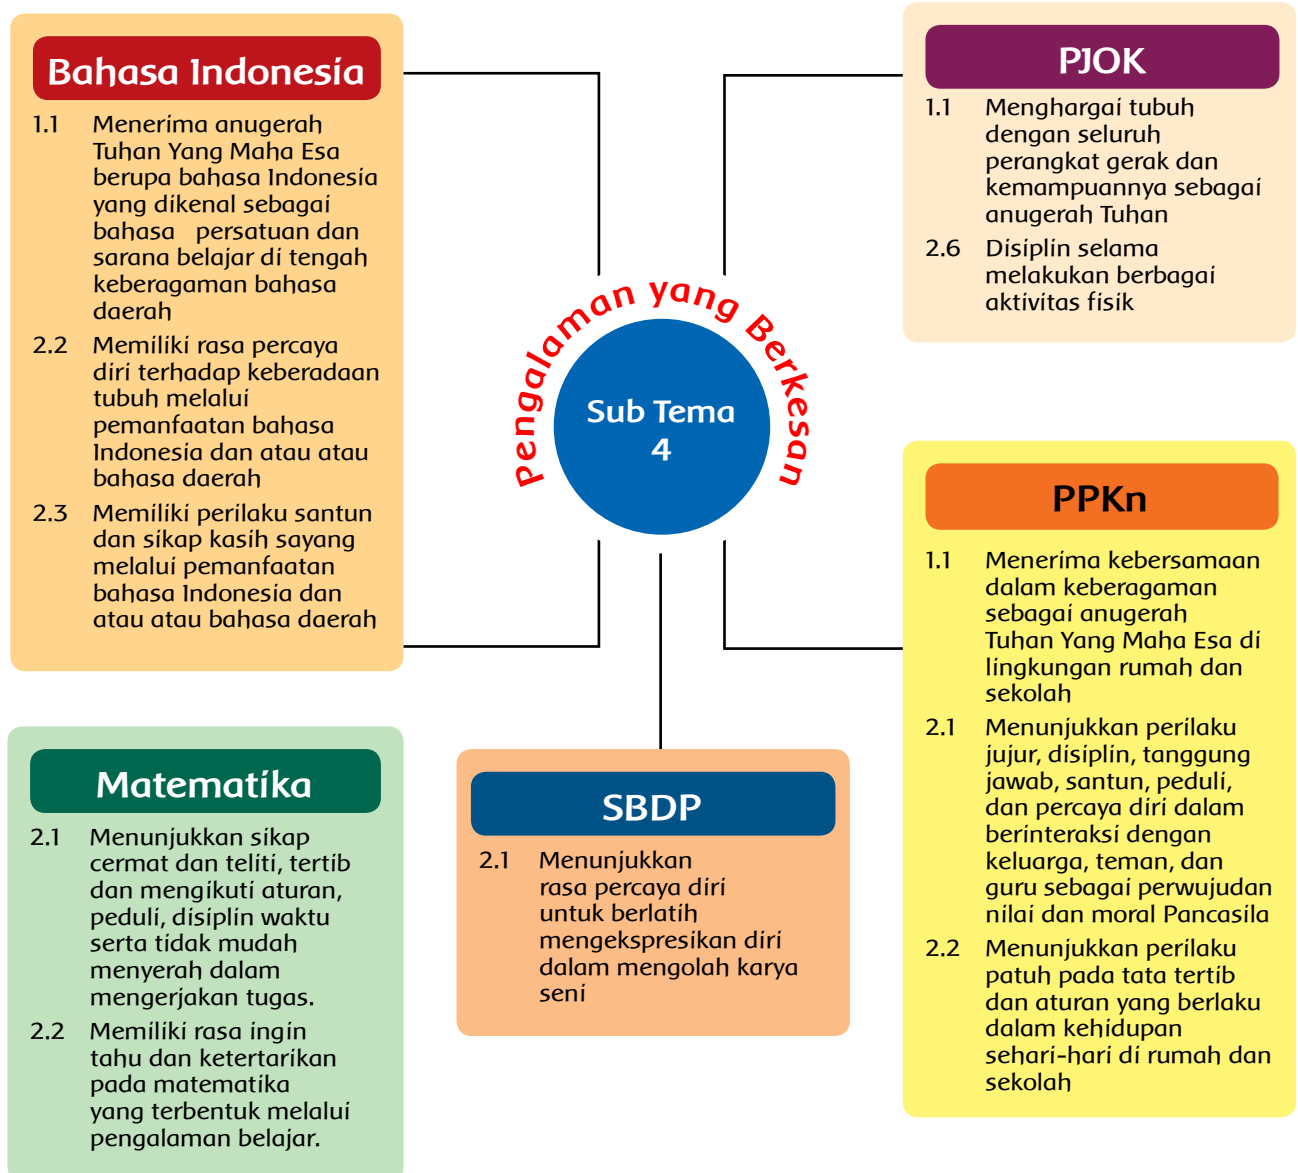 Bahasa Indonesia
1.1 Menerima anugerah
Tuhan Yang Maha Esa
berupa bahasa Indonesia
yang dikenal sebagai
bahasa persatuan dan
sarana belajar di tengah
keberagaman bahasa
daerah
2.2 Memiliki rasa percaya
diri terhadap keberadaan
tubuh melalui
pemanfaatan bahasa
Indonesia dan atau atau
bahasa daerah
2.3 Memiliki perilaku santun
dan sikap kasih sayang
melalui pemanfaatan
bahasa Indonesia dan
atau atau bahasa daerah
PJOK
1.1 Menghargai tubuh
dengan seluruh
perangkat gerak dan
kemampuannya sebagai
anugerah Tuhan
2.6 Disiplin selama
melakukan berbagai
aktivitas fisik
Pengalaman yang Berkesan
Sub Tema
4
PPKn
1.1 Menerima kebersamaan
dalam keberagaman
sebagai anugerah
Tuhan Yang Maha Esa di
lingkungan rumah dan
sekolah
2.1 Menunjukkan perilaku
jujur, disiplin, tanggung
jawab, santun, peduli,
dan percaya diri dalam
berinteraksi dengan
keluarga, teman, dan
guru sebagai perwujudan
nilai dan moral Pancasila
2.2 Menunjukkan perilaku
patuh pada tata tertib
dan aturan yang berlaku
dalam kehidupan
sehari-hari di rumah dan
sekolah
Matematika
2.1 Menunjukkan sikap
cermat dan teliti, tertib
dan mengikuti aturan,
peduli, disiplin waktu
serta tidak mudah
menyerah dalam
mengerjakan tugas.
2.2 Memiliki rasa ingin
tahu dan ketertarikan
pada matematika
yang terbentuk melalui
pengalaman belajar.
SBDP
2.1 Menunjukkan
rasa percaya diri
untuk berlatih
mengekspresikan diri
dalam mengolah karya
seni